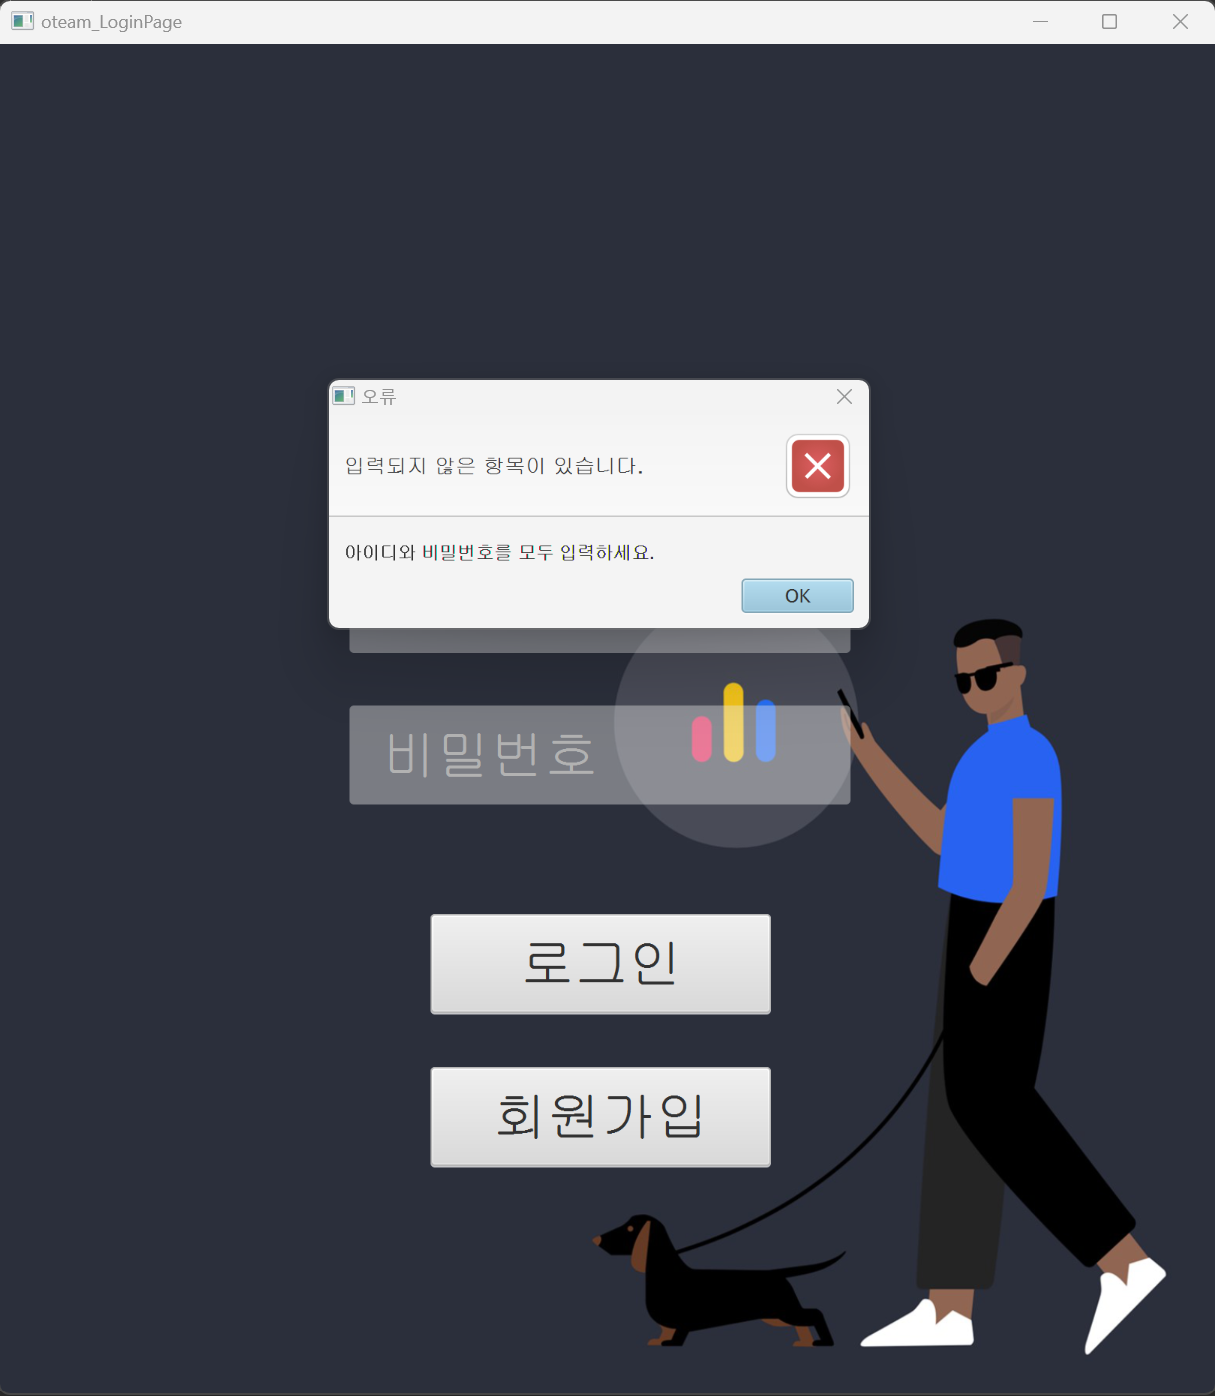 oteam_LoginPage
오류
입력되지 않은 항목이 있습니다.
아이디와 비밀번호를 모두 입력하세요.
OK
비밀번호
로그인
회원가입